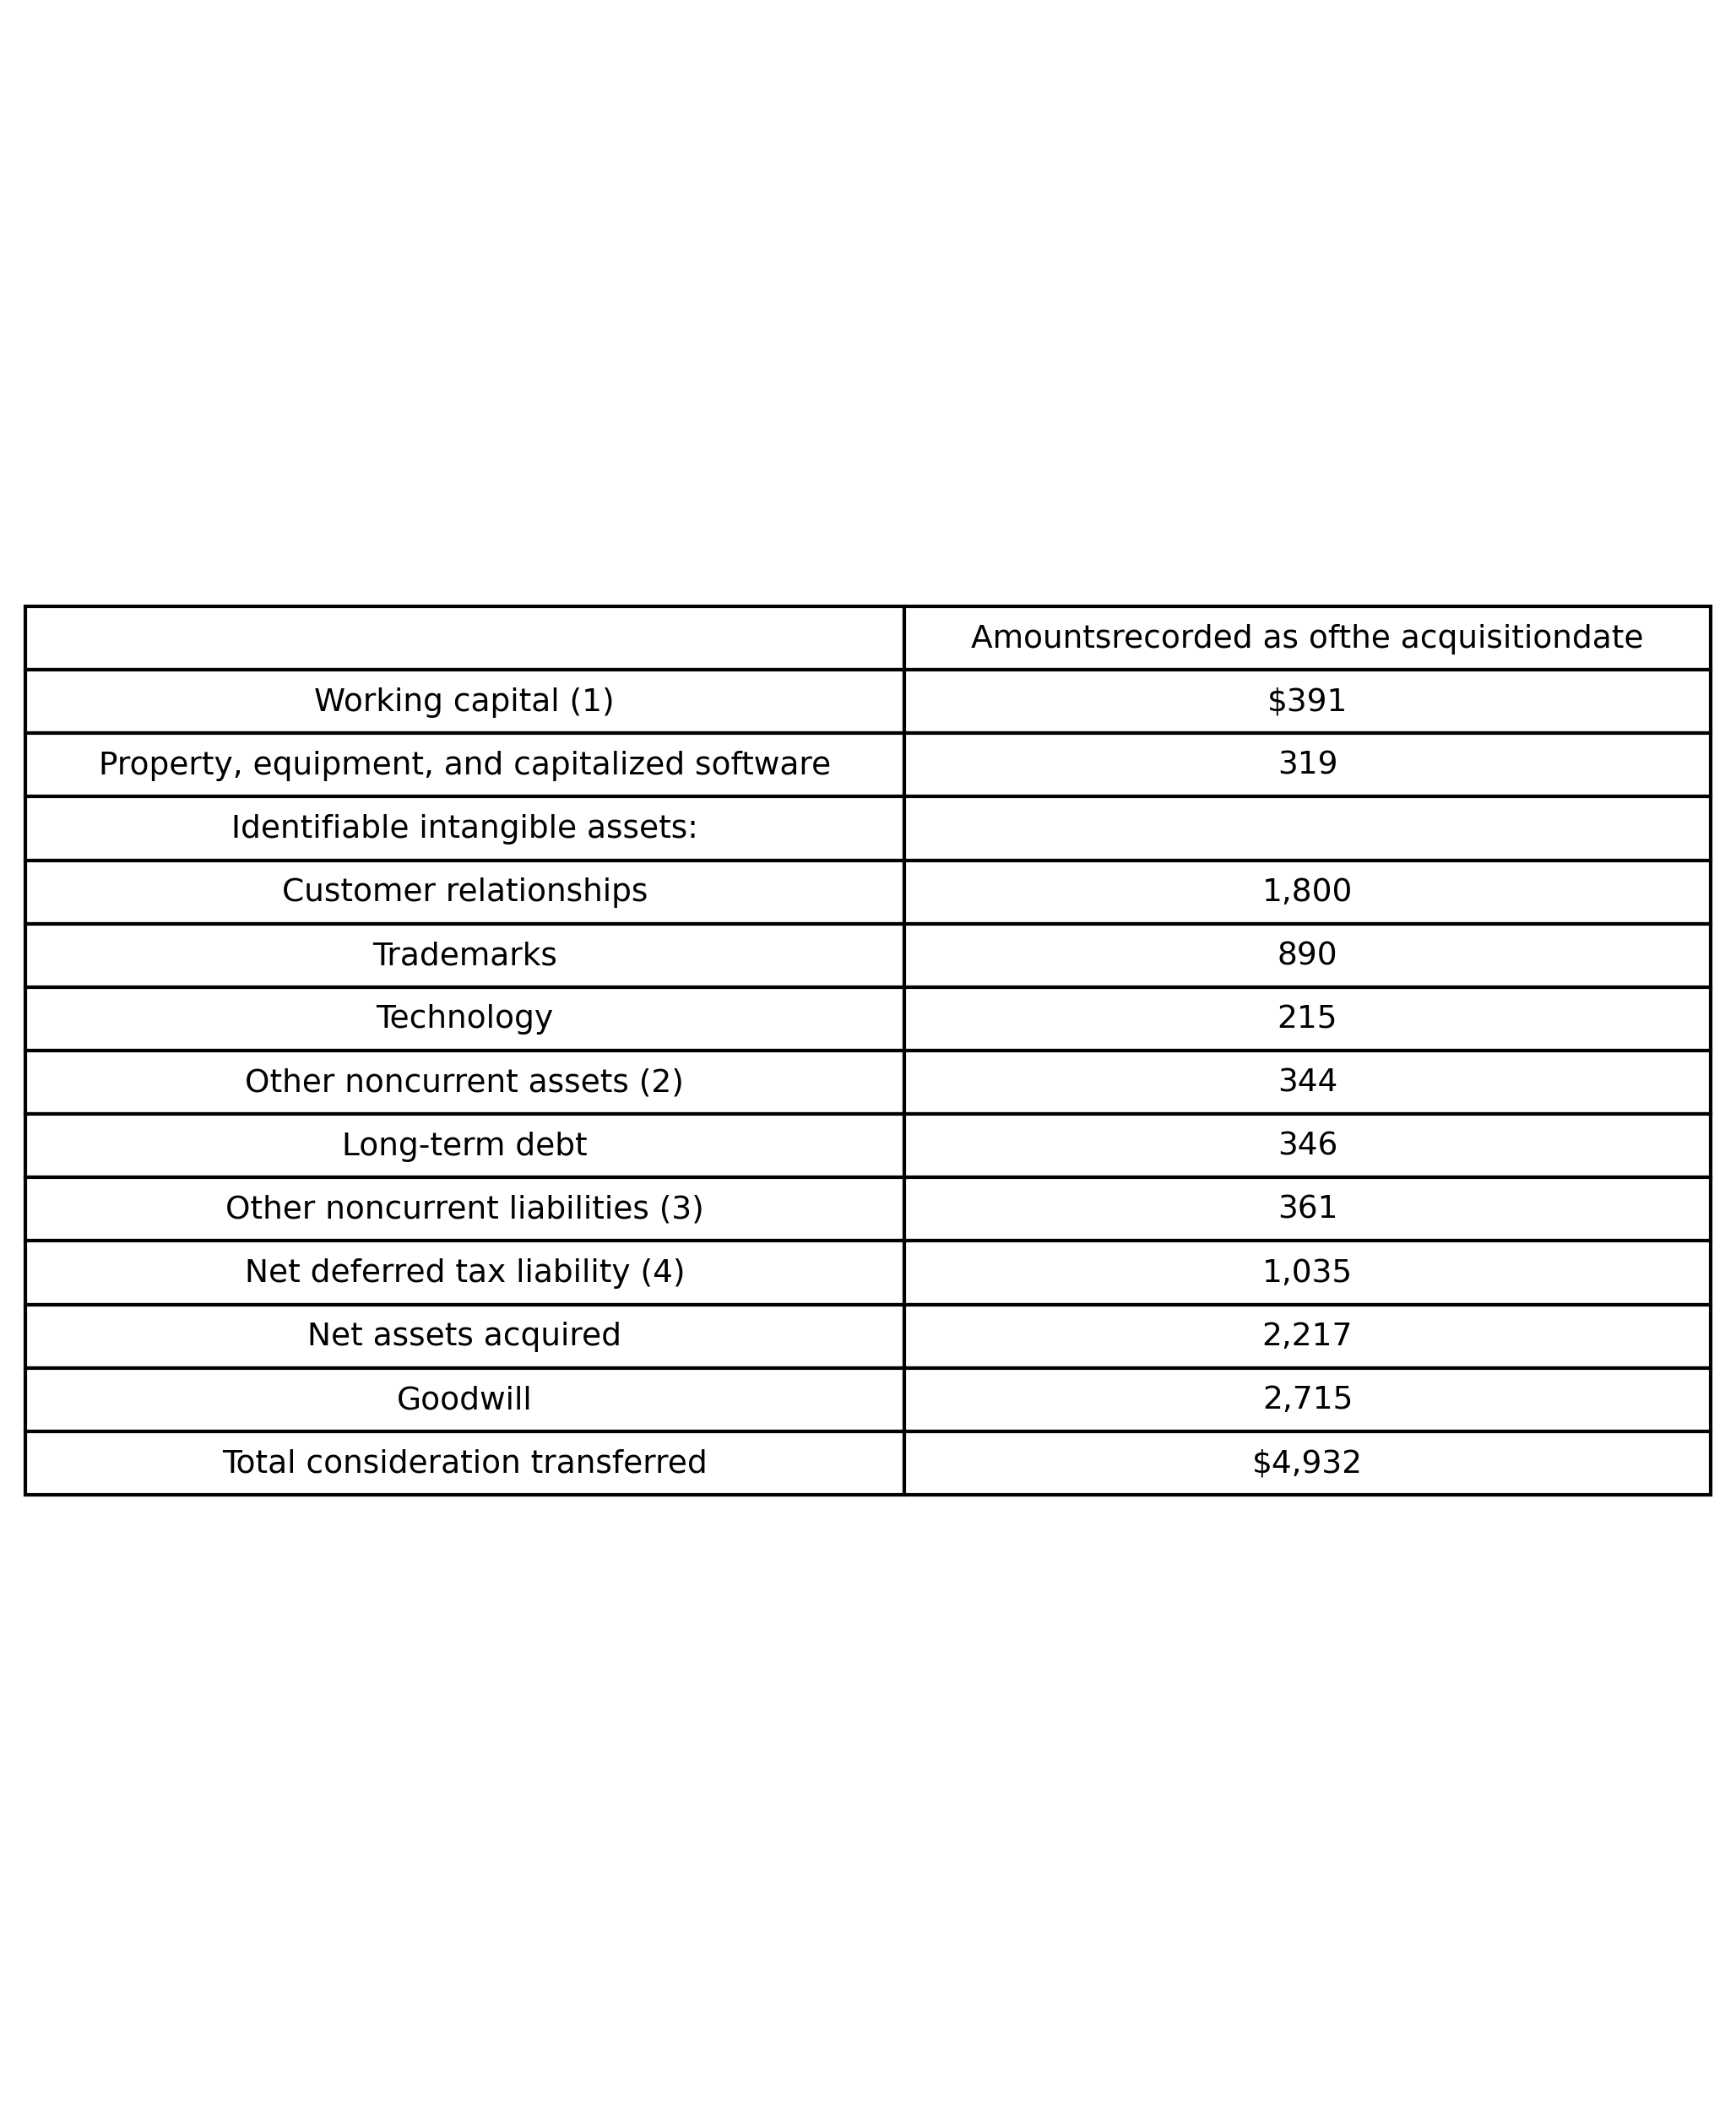 Amountsrecorded as ofthe acquisitiondate
Working capital (1) $391
Property, equipment, and capitalized software 319
Identifiable intangible assets:
Customer relationships 1,800
Trademarks 890
Technology 215
Other noncurrent assets (2) 344
Long-term debt 346
Other noncurrent liabilities (3) 361
Net deferred tax liability (4) 1,035
Net assets acquired 2,217
Goodwill 2,715
Total consideration transferred $4,932